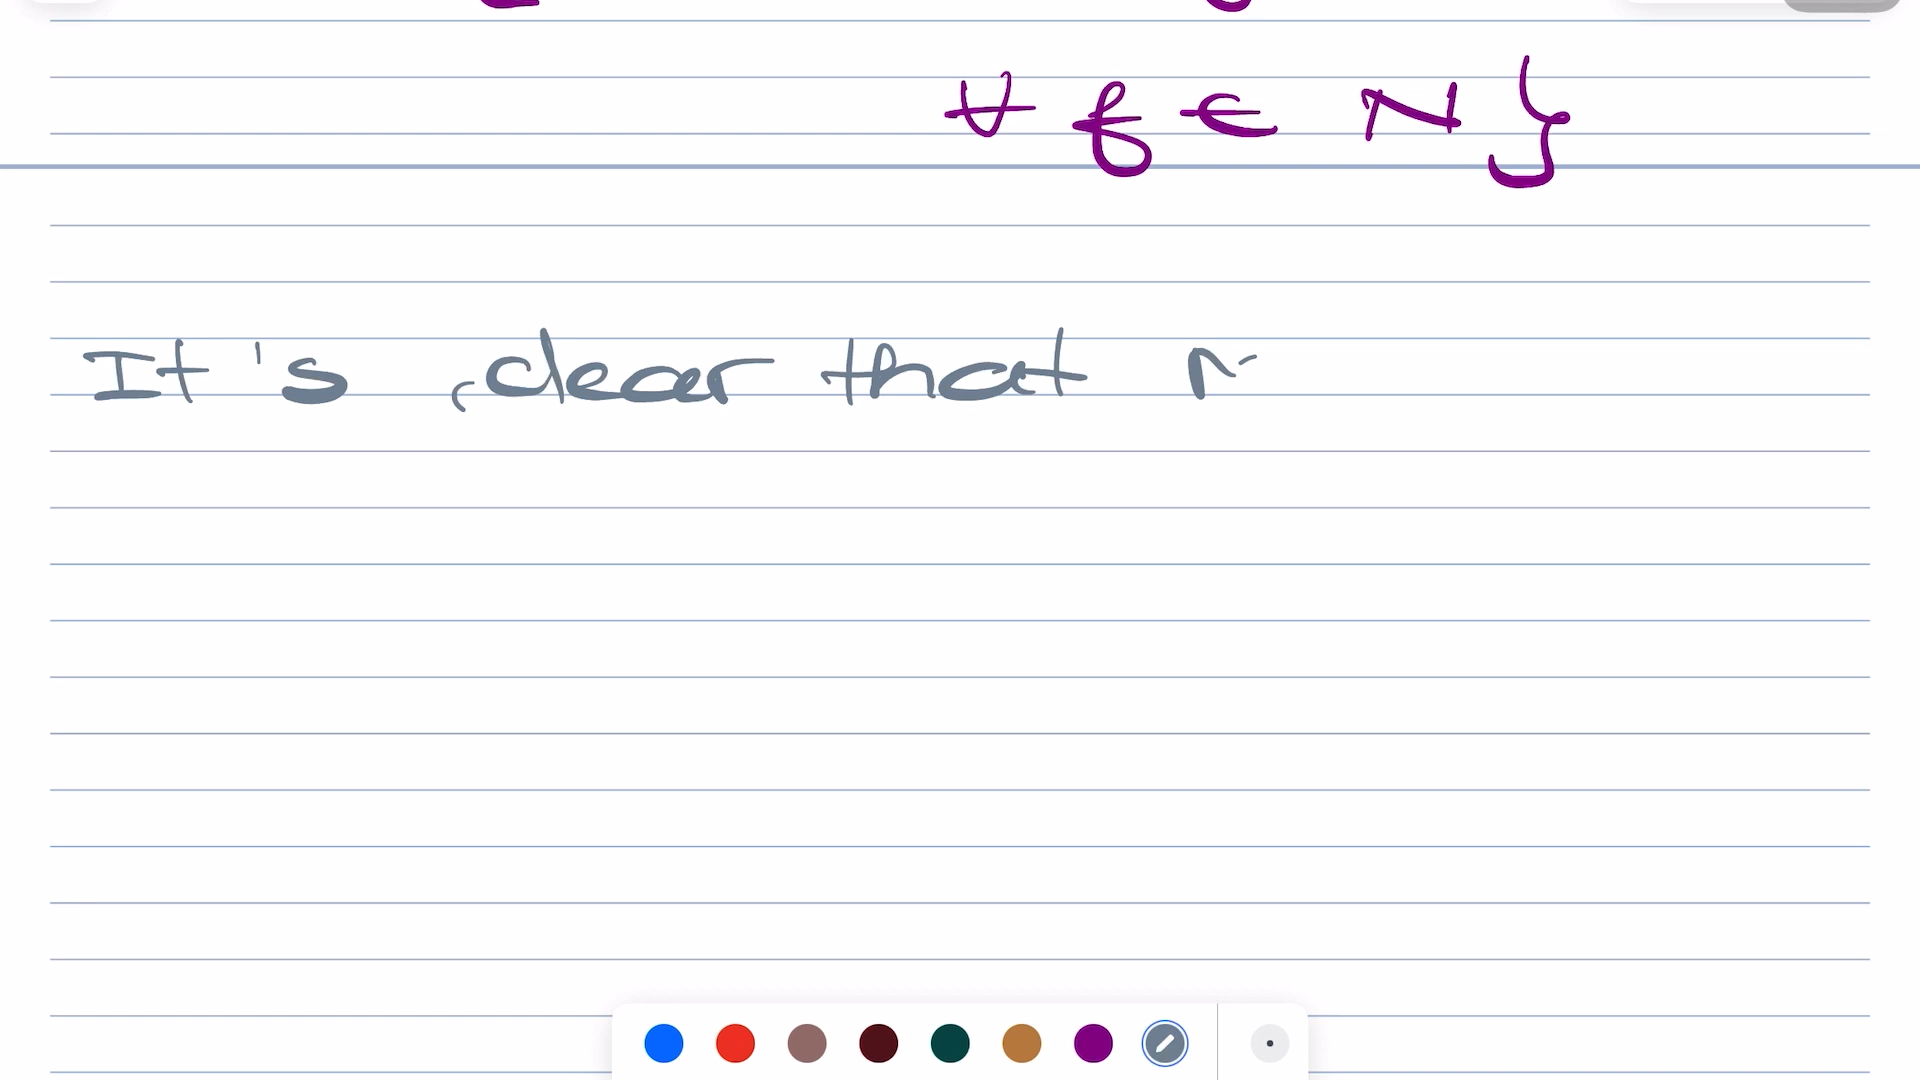 ∀ f ∈ N }
It's clear that